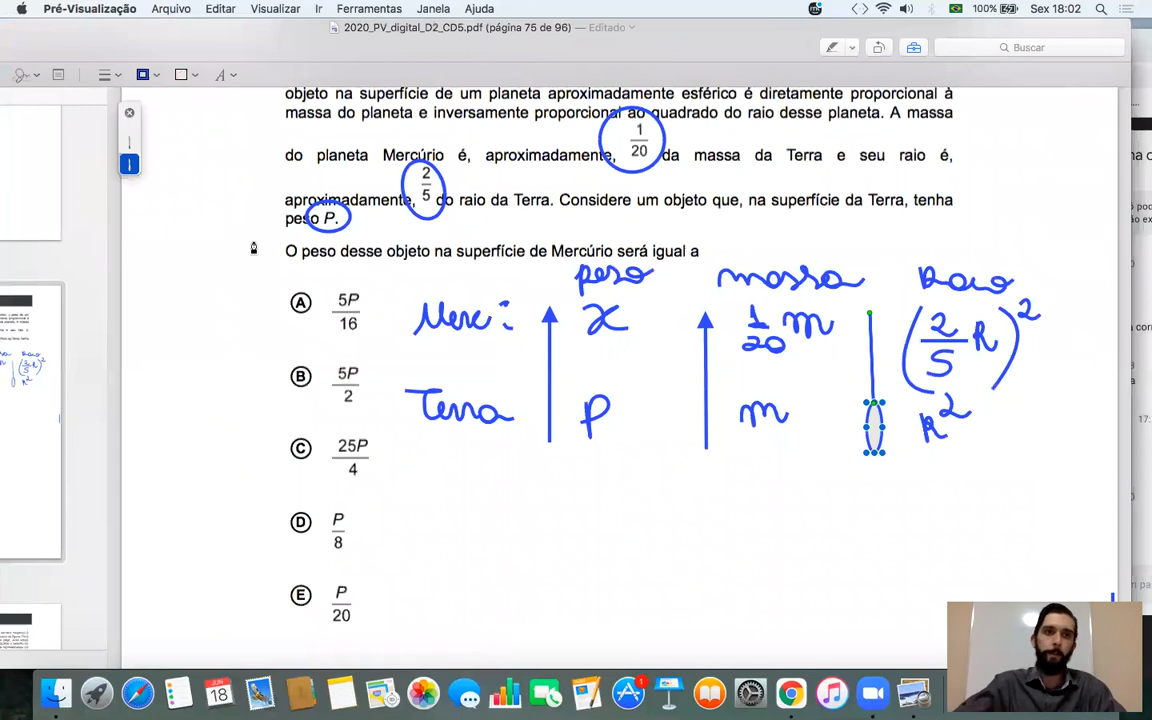 Pré-Visualização Arquivo Editar Visualizar Ir Ferramentas Janela Ajuda 100% Sex 18:02
2020_PV_digital_D2_CD5.pdf (página 75 de 96) — Editado
Buscar
objeto na superfície de um planeta aproximadamente esférico é diretamente proporcional à
massa do planeta e inversamente proporcional ao quadrado do raio desse planeta. A massa
do planeta Mercúrio é, aproximadamente, 1/20 da massa da Terra e seu raio é,
aproximadamente, 2/5 do raio da Terra. Considere um objeto que, na superfície da Terra, tenha
peso P.
O peso desse objeto na superfície de Mercúrio será igual a
peso massa Raio
A 5P/16
Merc: x 1/20 m (2/5 R)²
B 5P/2
Terra P m R²
C 25P/4
D P/8
E P/20
JUN
18
1